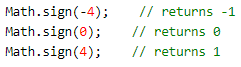 Math.sign(-4);    // returns -1
Math.sign(0);    // returns 0
Math.sign(4);    // returns 1